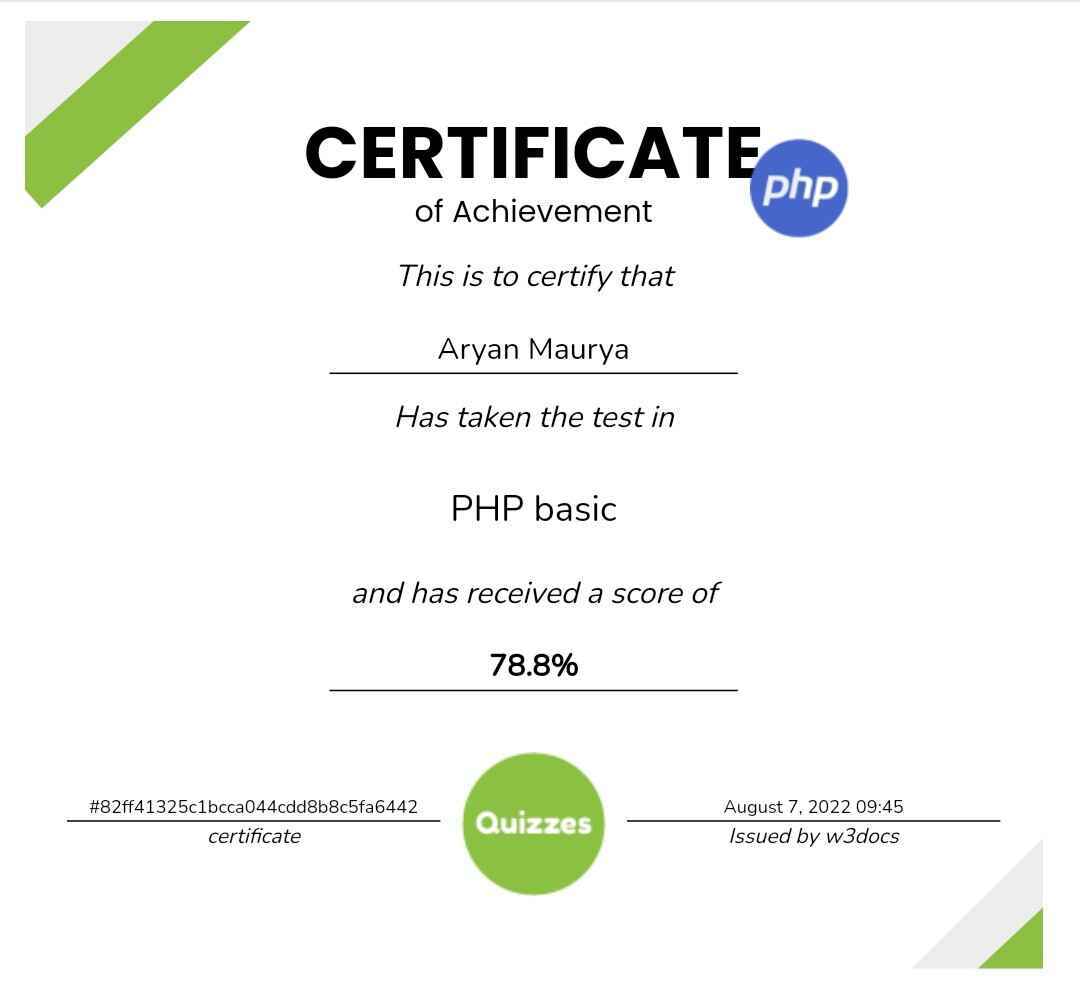 CERTIFICATE
php
of Achievement
This is to certify that
Aryan Maurya
Has taken the test in
PHP basic
and has received a score of
78.8%
#82ff41325c1bcca044cdd8b8c5fa6442
certificate
Quizzes
August 7, 2022 09:45
Issued by w3docs